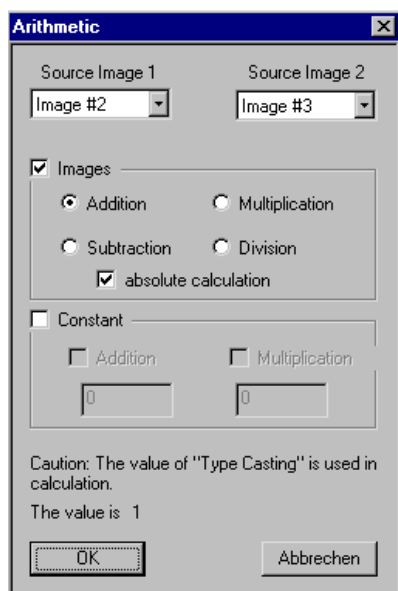 Arithmetic
Source Image 1 Source Image 2
Image #2 Image #3
Images
Addition Multiplication
Subtraction Division
absolute calculation
Constant
Addition Multiplication
0 0
Caution: The value of "Type Casting" is used in
calculation.
The value is 1
OK Abbrechen